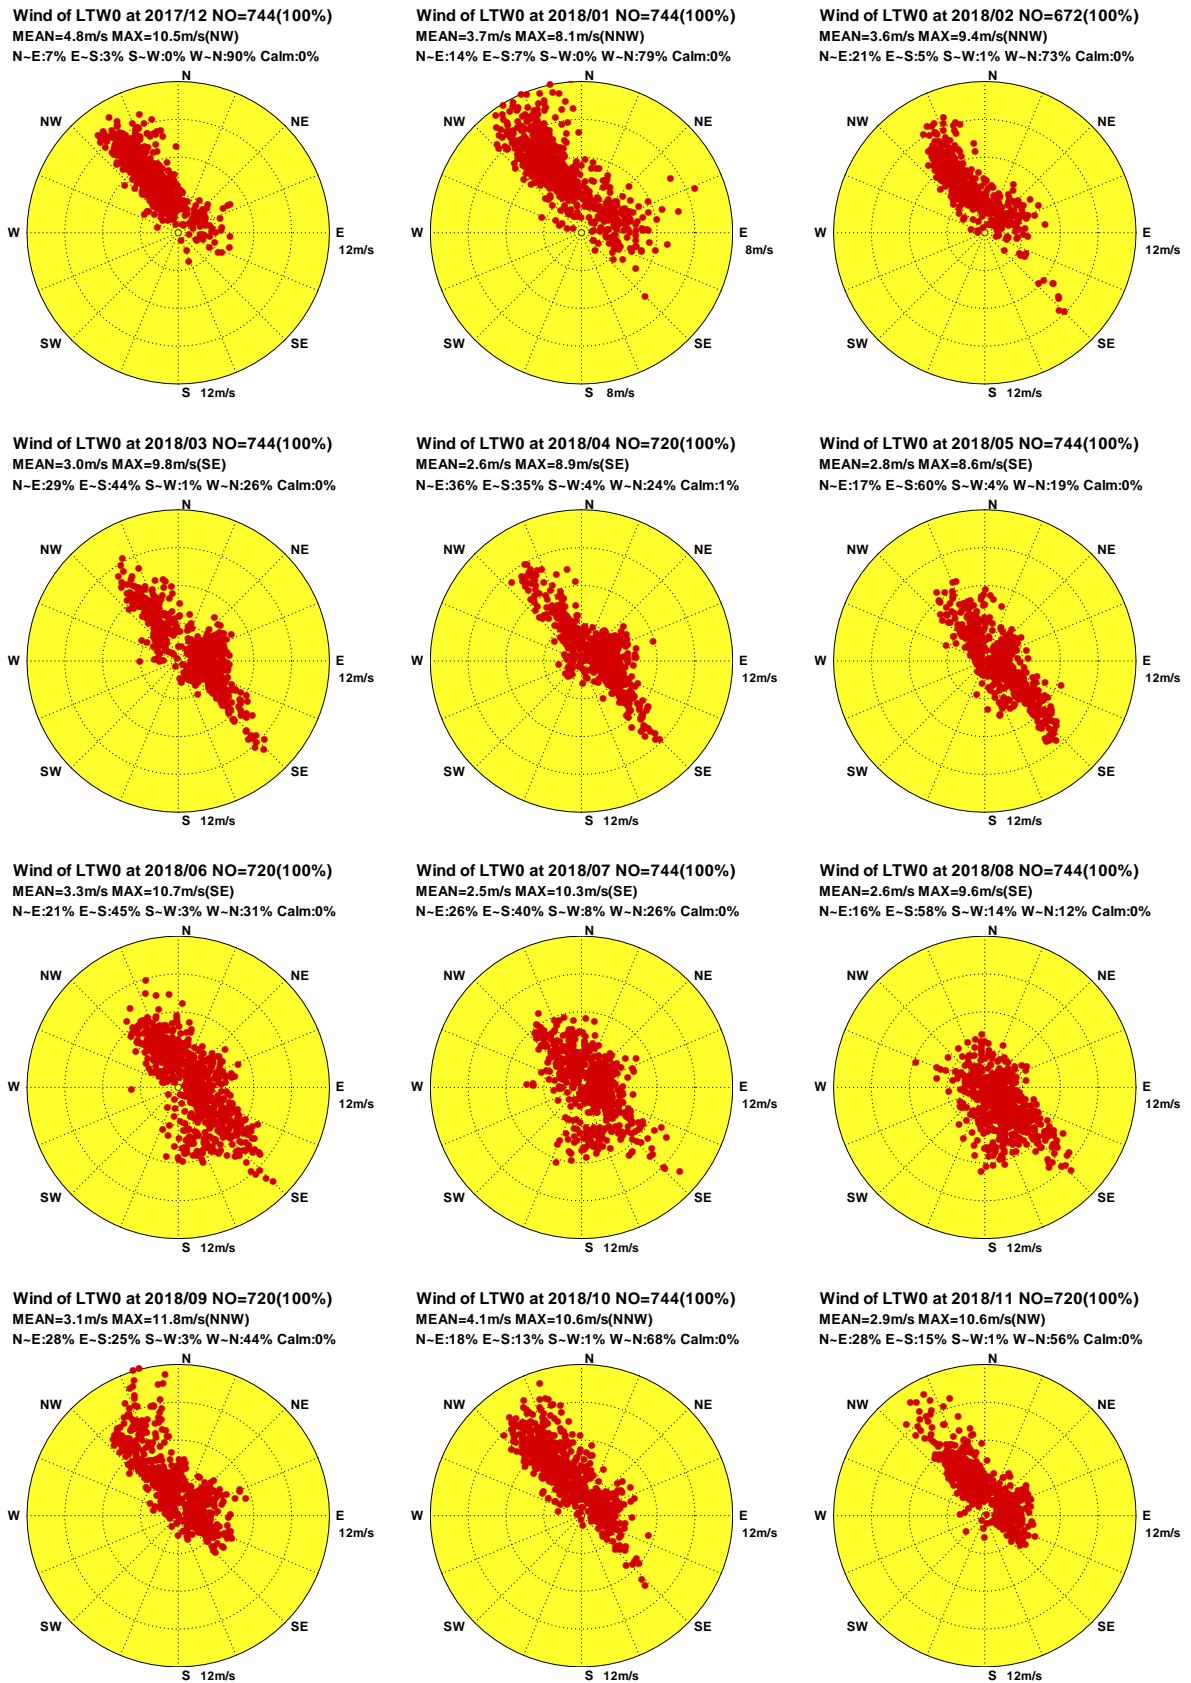 Wind of LTW0 at 2017/12 NO=744(100%)
MEAN=4.8m/s MAX=10.5m/s(NW)
N~E:7% E~S:3% S~W:0% W~N:90% Calm:0%
N
NW
NE
W
E
12m/s
SW
SE
S 12m/s
Wind of LTW0 at 2018/01 NO=744(100%)
MEAN=3.7m/s MAX=8.1m/s(NNW)
N~E:14% E~S:7% S~W:0% W~N:79% Calm:0%
N
NW
NE
W
E
8m/s
SW
SE
S 8m/s
Wind of LTW0 at 2018/02 NO=672(100%)
MEAN=3.6m/s MAX=9.4m/s(NNW)
N~E:21% E~S:5% S~W:1% W~N:73% Calm:0%
N
NW
NE
W
E
12m/s
SW
SE
S 12m/s
Wind of LTW0 at 2018/03 NO=744(100%)
MEAN=3.0m/s MAX=9.8m/s(SE)
N~E:29% E~S:44% S~W:1% W~N:26% Calm:0%
N
NW
NE
W
E
12m/s
SW
SE
S 12m/s
Wind of LTW0 at 2018/04 NO=720(100%)
MEAN=2.6m/s MAX=8.9m/s(SE)
N~E:36% E~S:35% S~W:4% W~N:24% Calm:1%
N
NW
NE
W
E
12m/s
SW
SE
S 12m/s
Wind of LTW0 at 2018/05 NO=744(100%)
MEAN=2.8m/s MAX=8.6m/s(SE)
N~E:17% E~S:60% S~W:4% W~N:19% Calm:0%
N
NW
NE
W
E
12m/s
SW
SE
S 12m/s
Wind of LTW0 at 2018/06 NO=720(100%)
MEAN=3.3m/s MAX=10.7m/s(SE)
N~E:21% E~S:45% S~W:3% W~N:31% Calm:0%
N
NW
NE
W
E
12m/s
SW
SE
S 12m/s
Wind of LTW0 at 2018/07 NO=744(100%)
MEAN=2.5m/s MAX=10.3m/s(SE)
N~E:26% E~S:40% S~W:8% W~N:26% Calm:0%
N
NW
NE
W
E
12m/s
SW
SE
S 12m/s
Wind of LTW0 at 2018/08 NO=744(100%)
MEAN=2.6m/s MAX=9.6m/s(SE)
N~E:16% E~S:58% S~W:14% W~N:12% Calm:0%
N
NW
NE
W
E
12m/s
SW
SE
S 12m/s
Wind of LTW0 at 2018/09 NO=720(100%)
MEAN=3.1m/s MAX=11.8m/s(NNW)
N~E:28% E~S:25% S~W:3% W~N:44% Calm:0%
N
NW
NE
W
E
12m/s
SW
SE
S 12m/s
Wind of LTW0 at 2018/10 NO=744(100%)
MEAN=4.1m/s MAX=10.6m/s(NNW)
N~E:18% E~S:13% S~W:1% W~N:68% Calm:0%
N
NW
NE
W
E
12m/s
SW
SE
S 12m/s
Wind of LTW0 at 2018/11 NO=720(100%)
MEAN=2.9m/s MAX=10.6m/s(NW)
N~E:28% E~S:15% S~W:1% W~N:56% Calm:0%
N
NW
NE
W
E
12m/s
SW
SE
S 12m/s